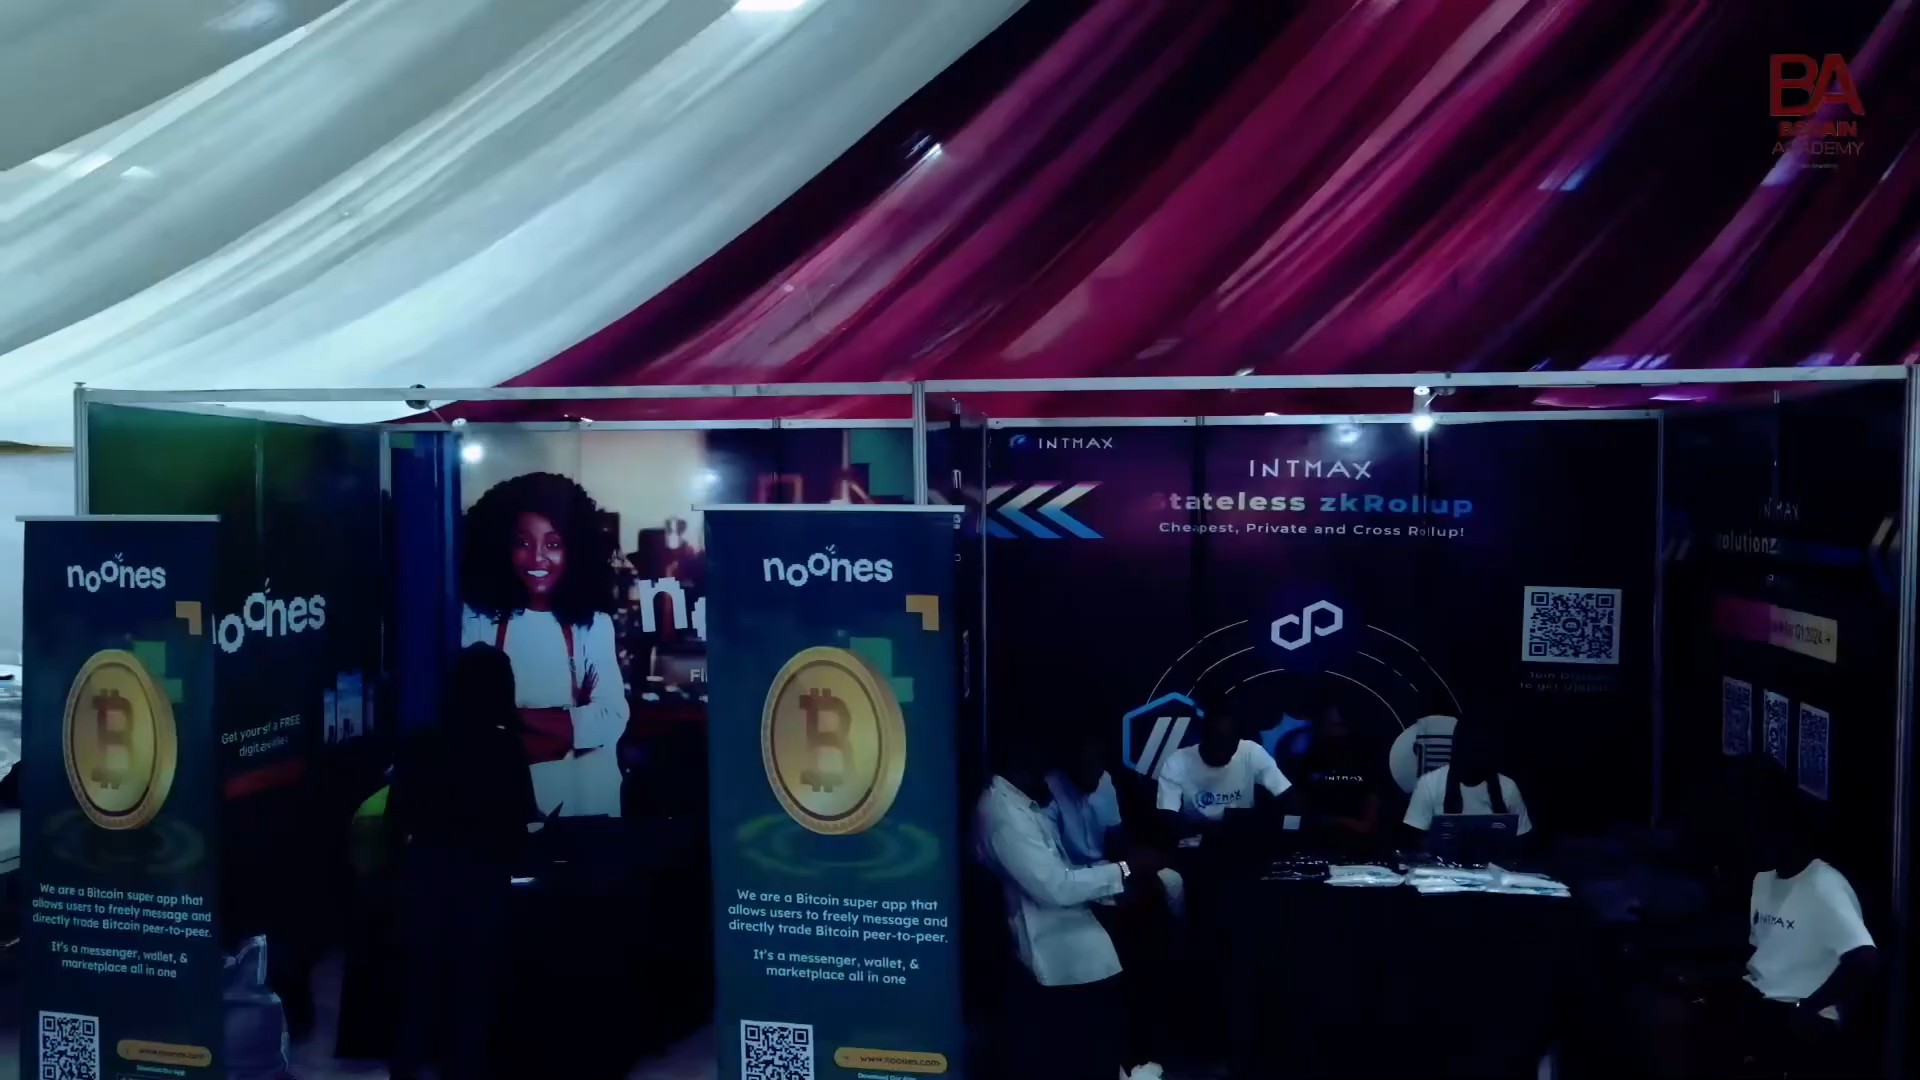 BA
ACADEMY
noones
We are a Bitcoin super app that
allows users to freely message and
directly trade Bitcoin peer-to-peer.
It's a messenger, wallet, &
marketplace all in one
noones
Get yourself a FREE
noones
We are a Bitcoin super app that
allows users to freely message and
directly trade Bitcoin peer-to-peer.
It's a messenger, wallet, &
marketplace all in one
www.noones.com
INTMAX
INTMAX
Stateless zkRollup
Cheapest, Private and Cross Rollup!
INTMAX
INTMAX
INTMAX